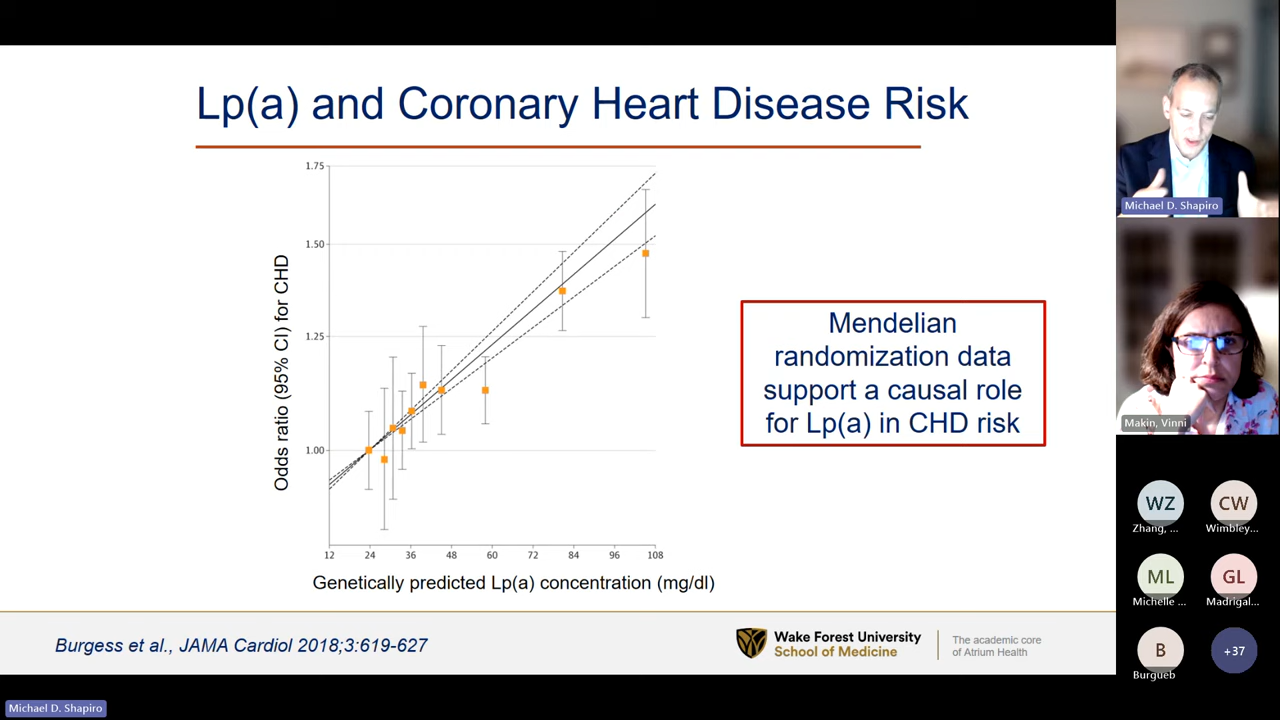 Lp(a) and Coronary Heart Disease Risk
1.75
1.50
1.25
1.00
Odds ratio (95% CI) for CHD
12 24 36 48 60 72 84 96 108
Genetically predicted Lp(a) concentration (mg/dl)
Mendelian
randomization data
support a causal role
for Lp(a) in CHD risk
Burgess et al., JAMA Cardiol 2018;3:619-627
Wake Forest University
School of Medicine
The academic core
of Atrium Health
Michael D. Shapiro
Makin, Vinni
WZ
Zhang, ...
CW
Wimbley...
ML
Michelle ...
GL
Madrigal...
B
Burgueb
+37
Michael D. Shapiro